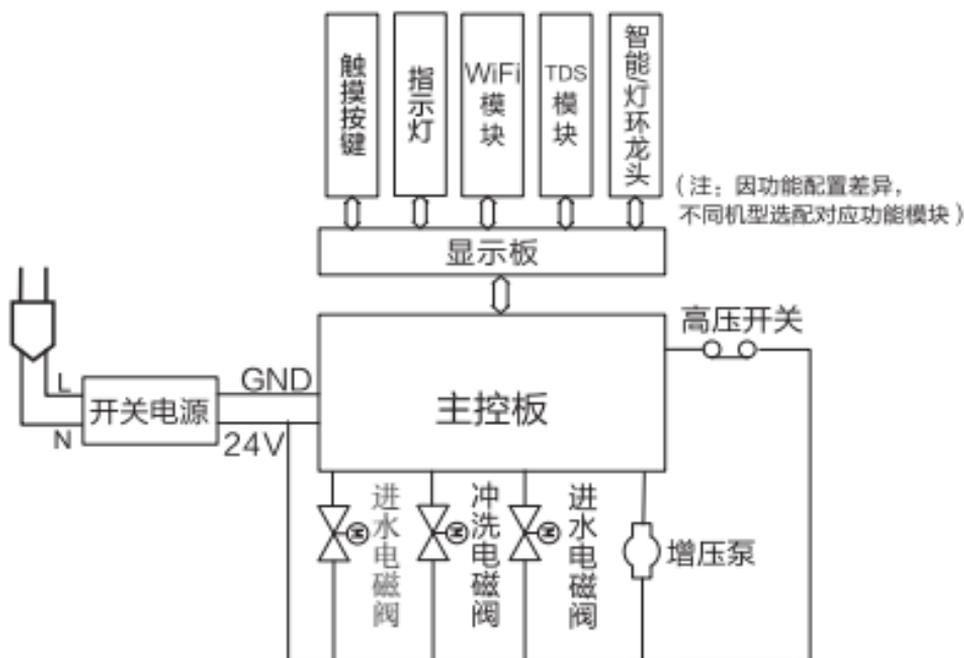 触摸按键
指示灯
WiFi模块
TDS模块
智能/灯环龙头
(注：因功能配置差异，
不同机型选配对应功能模块)
显示板
高压开关
主控板
L
N
开关电源
GND
24V
进水电磁阀
M
冲洗电磁阀
M
进水电磁阀
M
增压泵